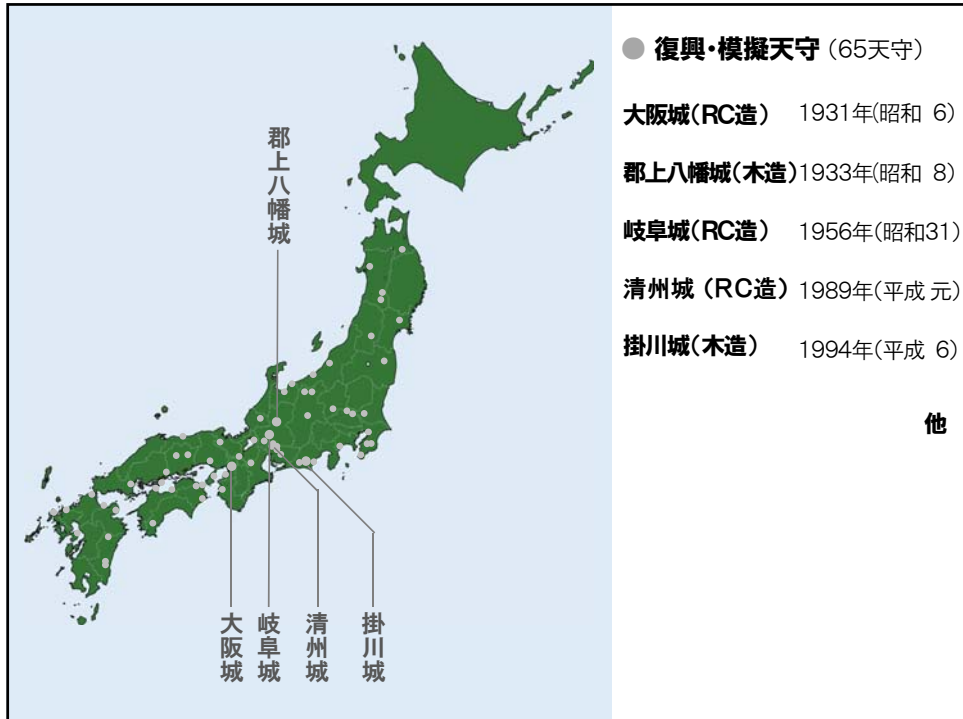 ● 復興・模擬天守（65天守）
大阪城（RC造） 1931年(昭和 6)
郡上八幡城（木造）1933年(昭和 8)
岐阜城（RC造） 1956年(昭和31)
清州城（RC造） 1989年(平成 元)
掛川城（木造） 1994年(平成 6)
他
郡上八幡城
大阪城
岐阜城
清州城
掛川城